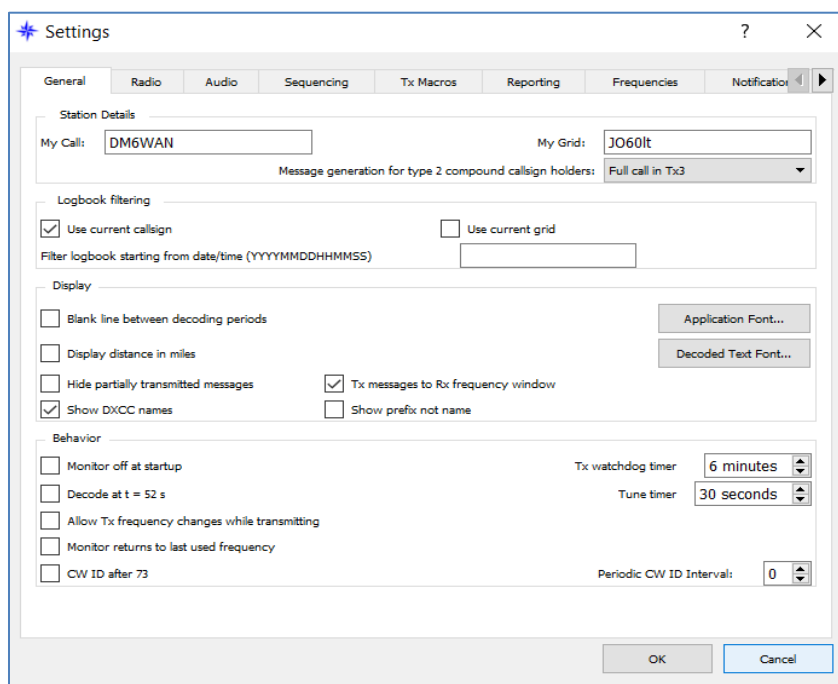 Settings
General Radio Audio Sequencing Tx Macros Reporting Frequencies
Station Details
My Call: DM6WAN My Grid: JO60lt
Message generation for type 2 compound callsign holders: Full call in Tx3
Logbook filtering
Use current callsign Use current grid
Filter logbook starting from date/time (YYYYMMDDHHMMSS)
Display
Blank line between decoding periods Application Font...
Display distance in miles Decoded Text Font...
Hide partially transmitted messages Tx messages to Rx frequency window
Show DXCC names Show prefix not name
Behavior
Monitor off at startup Tx watchdog timer 6 minutes
Decode at t = 52 s Tune timer 30 seconds
Allow Tx frequency changes while transmitting
Monitor returns to last used frequency
CW ID after 73 Periodic CW ID Interval: 0
OK Cancel